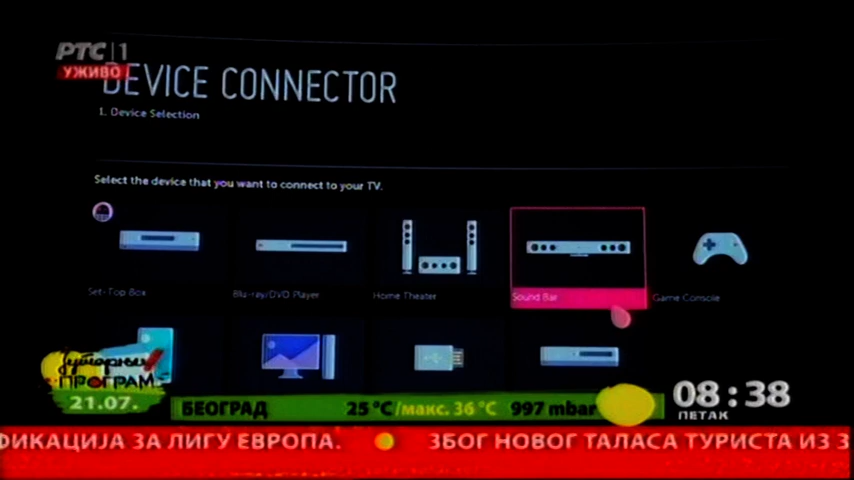 РТС 1
УЖИВО
DEVICE CONNECTOR
1. Device Selection
Select the device that you want to connect to your TV.
Set-Top Box
Blu-ray/DVD Player
Home Theater
Sound Bar
Game Console
Јутарњи
ПРОГРАМ
21.07.
БЕОГРАД 25 °C/макс. 36 °C 997 mbar
08:38
ПЕТАК
ФИКАЦИЈА ЗА ЛИГУ ЕВРОПА. ЗБОГ НОВОГ ТАЛАСА ТУРИСТА ИЗ З